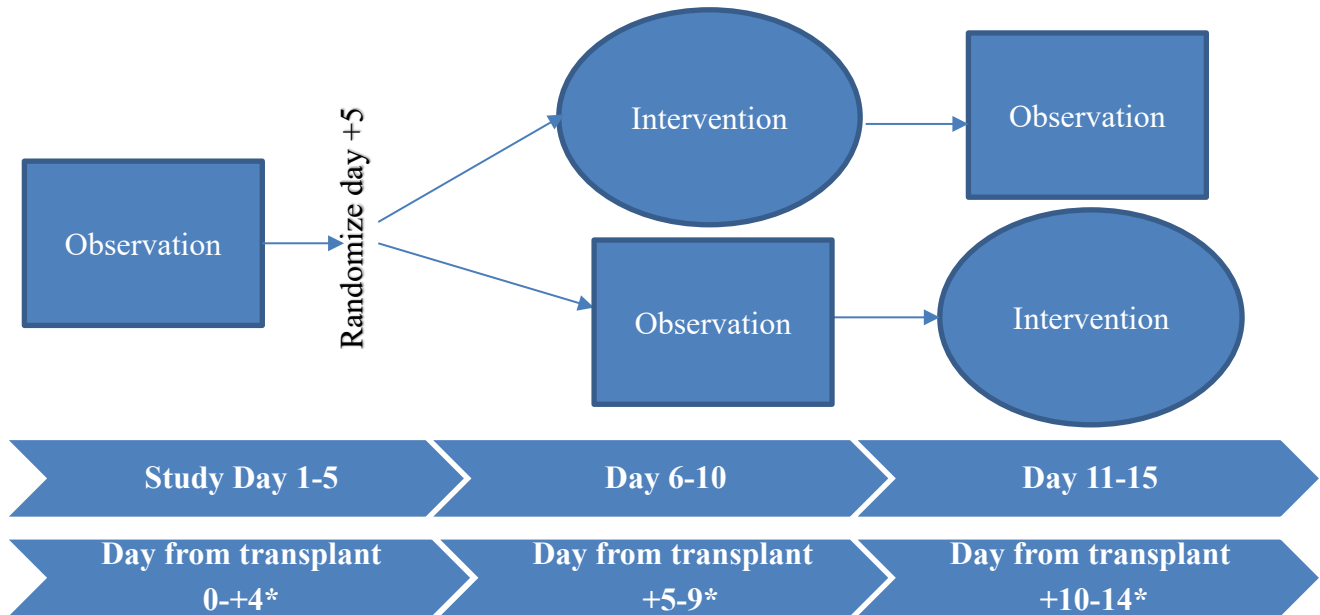 Observation
Randomize day +5
Intervention
Observation
Observation
Intervention
Study Day 1-5
Day 6-10
Day 11-15
Day from transplant
0-+4*
Day from transplant
+5-9*
Day from transplant
+10-14*